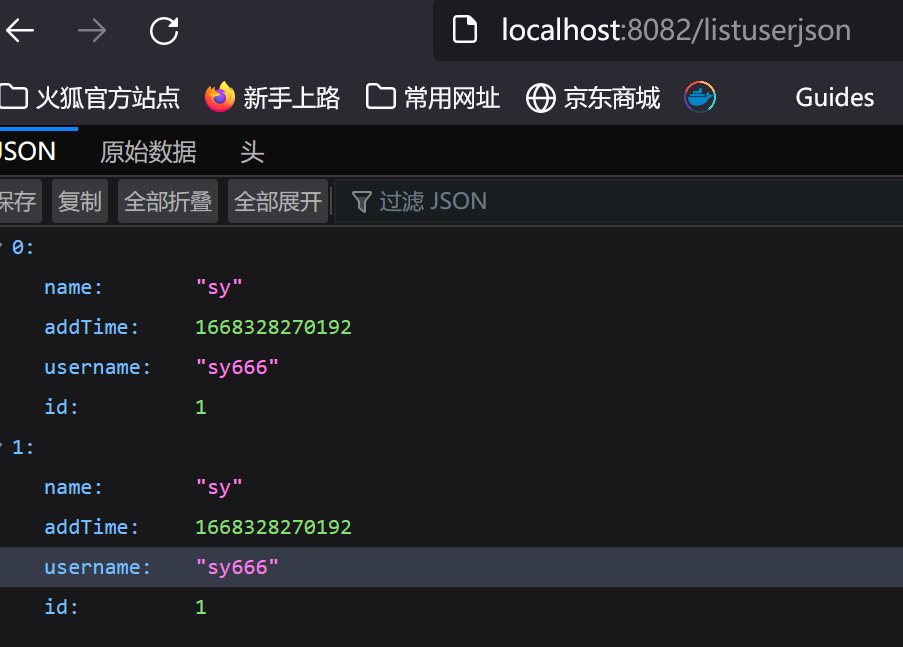 localhost:8082/listuserjson
火狐官方站点 新手上路 常用网址 京东商城 Guides
JSON 原始数据 头
保存 复制 全部折叠 全部展开 过滤 JSON
0:
name: "sy"
addTime: 1668328270192
username: "sy666"
id: 1
1:
name: "sy"
addTime: 1668328270192
username: "sy666"
id: 1